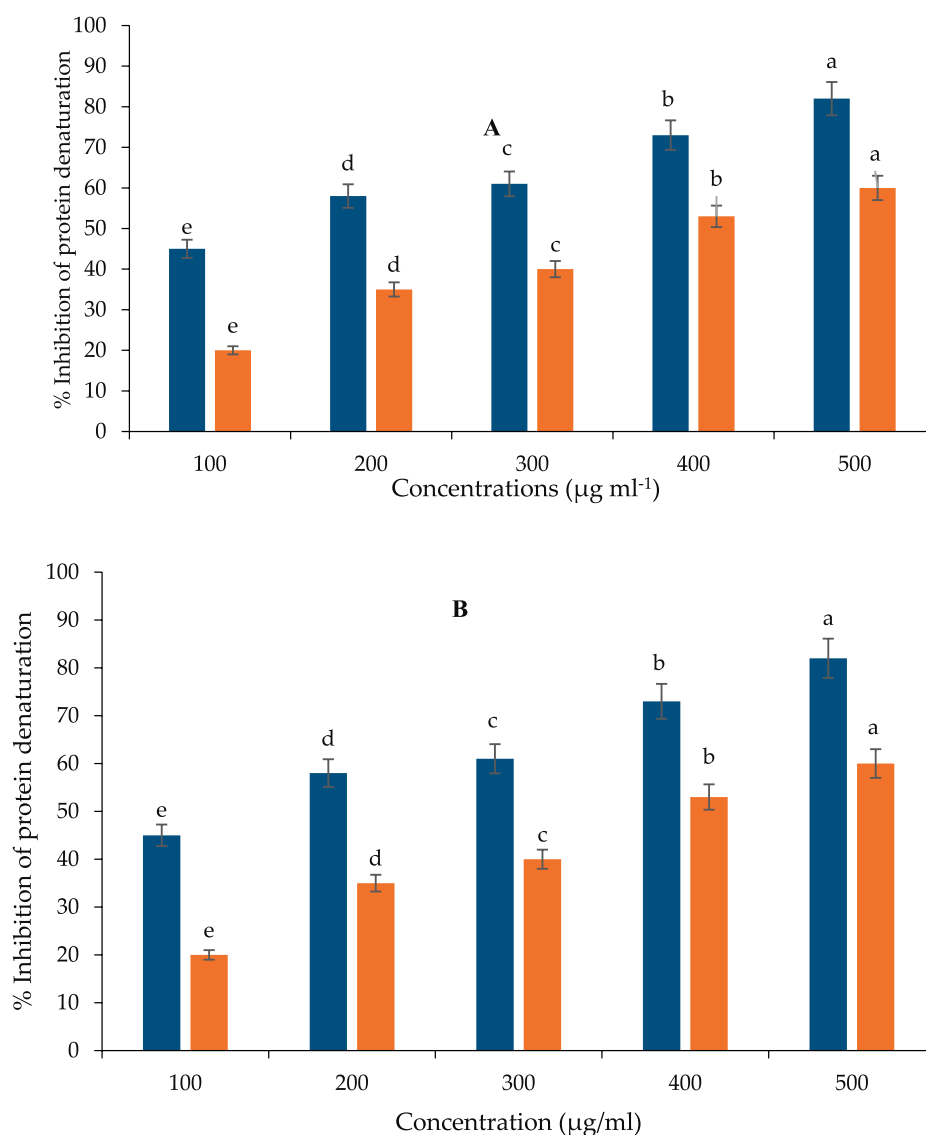 % Inhibition of protein denaturation
100
90
80
70
60
50
40
30
20
10
0
A
e
e
d
d
c
c
b
b
a
a
100 200 300 400 500
Concentrations (µg ml-1)
% Inhibition of protein denaturation
100
90
80
70
60
50
40
30
20
10
0
B
e
e
d
d
c
c
b
b
a
a
100 200 300 400 500
Concentration (µg/ml)